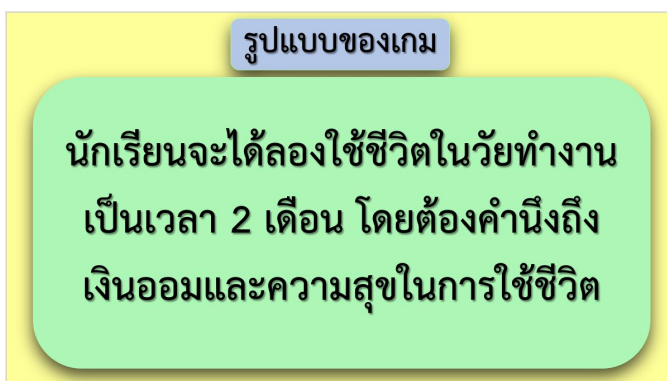 รูปแบบของเกม
นักเรียนจะได้ลองใช้ชีวิตในวัยทำงาน
เป็นเวลา 2 เดือน โดยต้องคำนึงถึง
เงินออมและความสุขในการใช้ชีวิต